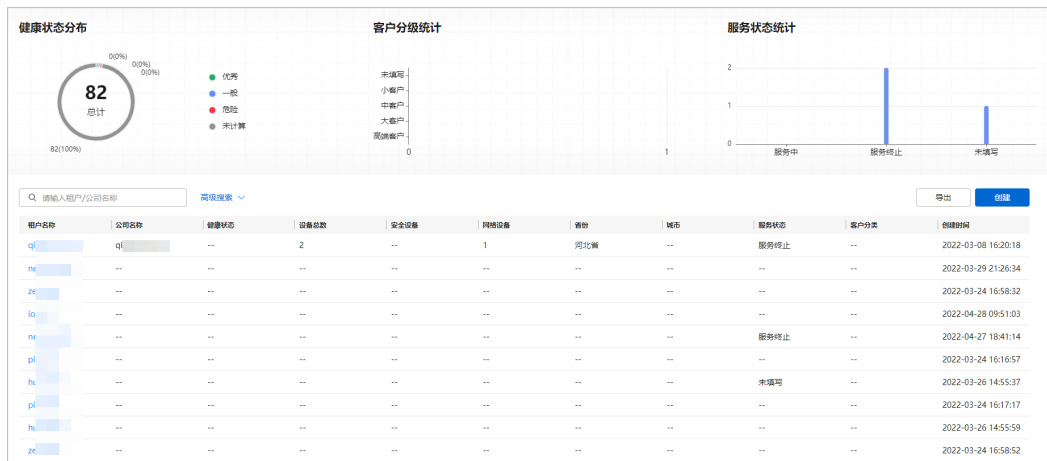 健康状态分布
客户分级统计
服务状态统计
0(0%)
0(0%)
0(0%)
82
总计
82(100%)
优秀
一般
危险
未计算
未填写
小客户
中客户
大客户
高端客户
0
1
2
1
0
服务中
服务终止
未填写
请输入租户/公司名称
高级搜索
导出
创建
租户名称 公司名称 健康状态 设备总数 安全设备 网络设备 省份 城市 服务状态 客户分类 创建时间
qi qi -- 2 -- 1 河北省 -- 服务终止 -- 2022-03-08 16:20:18
ne -- -- -- -- -- -- -- -- -- 2022-03-29 21:26:34
ze -- -- -- -- -- -- -- -- -- 2022-03-24 16:58:32
io -- -- -- -- -- -- -- -- -- 2022-04-28 09:51:03
ne -- -- -- -- -- -- -- 服务终止 -- 2022-04-27 18:41:14
pl -- -- -- -- -- -- -- -- -- 2022-03-24 16:16:57
hu -- -- -- -- -- -- -- 未填写 -- 2022-03-26 14:55:37
pl -- -- -- -- -- -- -- -- -- 2022-03-24 16:17:17
hu -- -- -- -- -- -- -- -- -- 2022-03-26 14:55:59
ze -- -- -- -- -- -- -- -- -- 2022-03-24 16:58:52